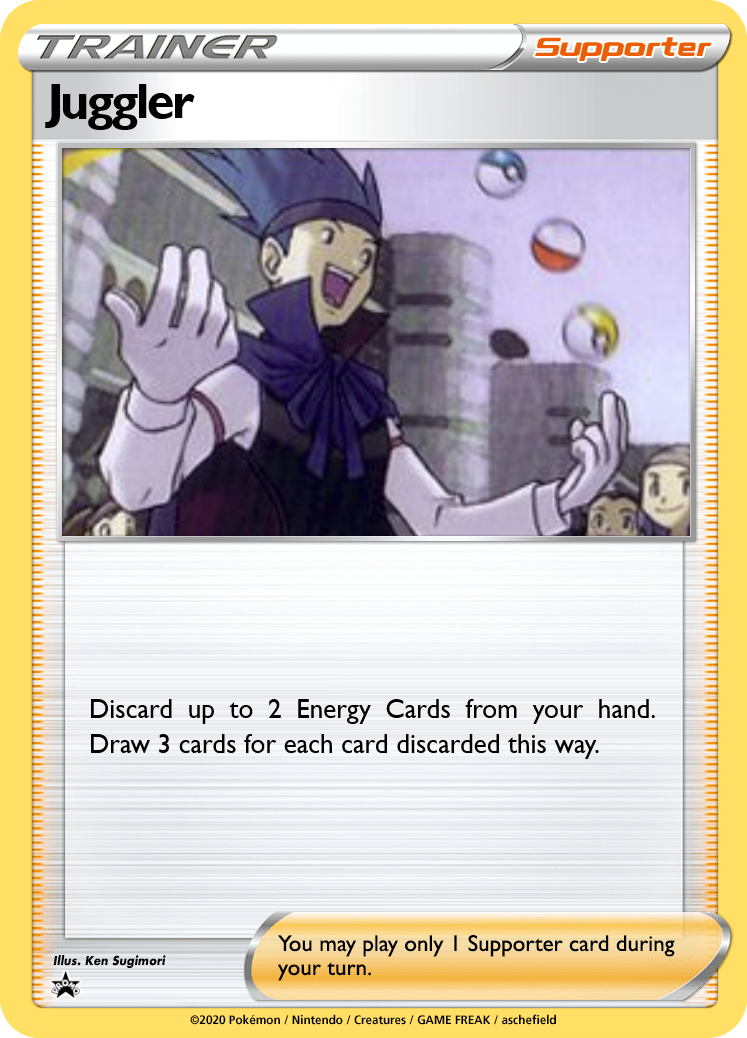 TRAINER
Supporter
Juggler
Discard up to 2 Energy Cards from your hand.
Draw 3 cards for each card discarded this way.
You may play only 1 Supporter card during
your turn.
Illus. Ken Sugimori
PROMO
©2020 Pokémon / Nintendo / Creatures / GAME FREAK / aschefield